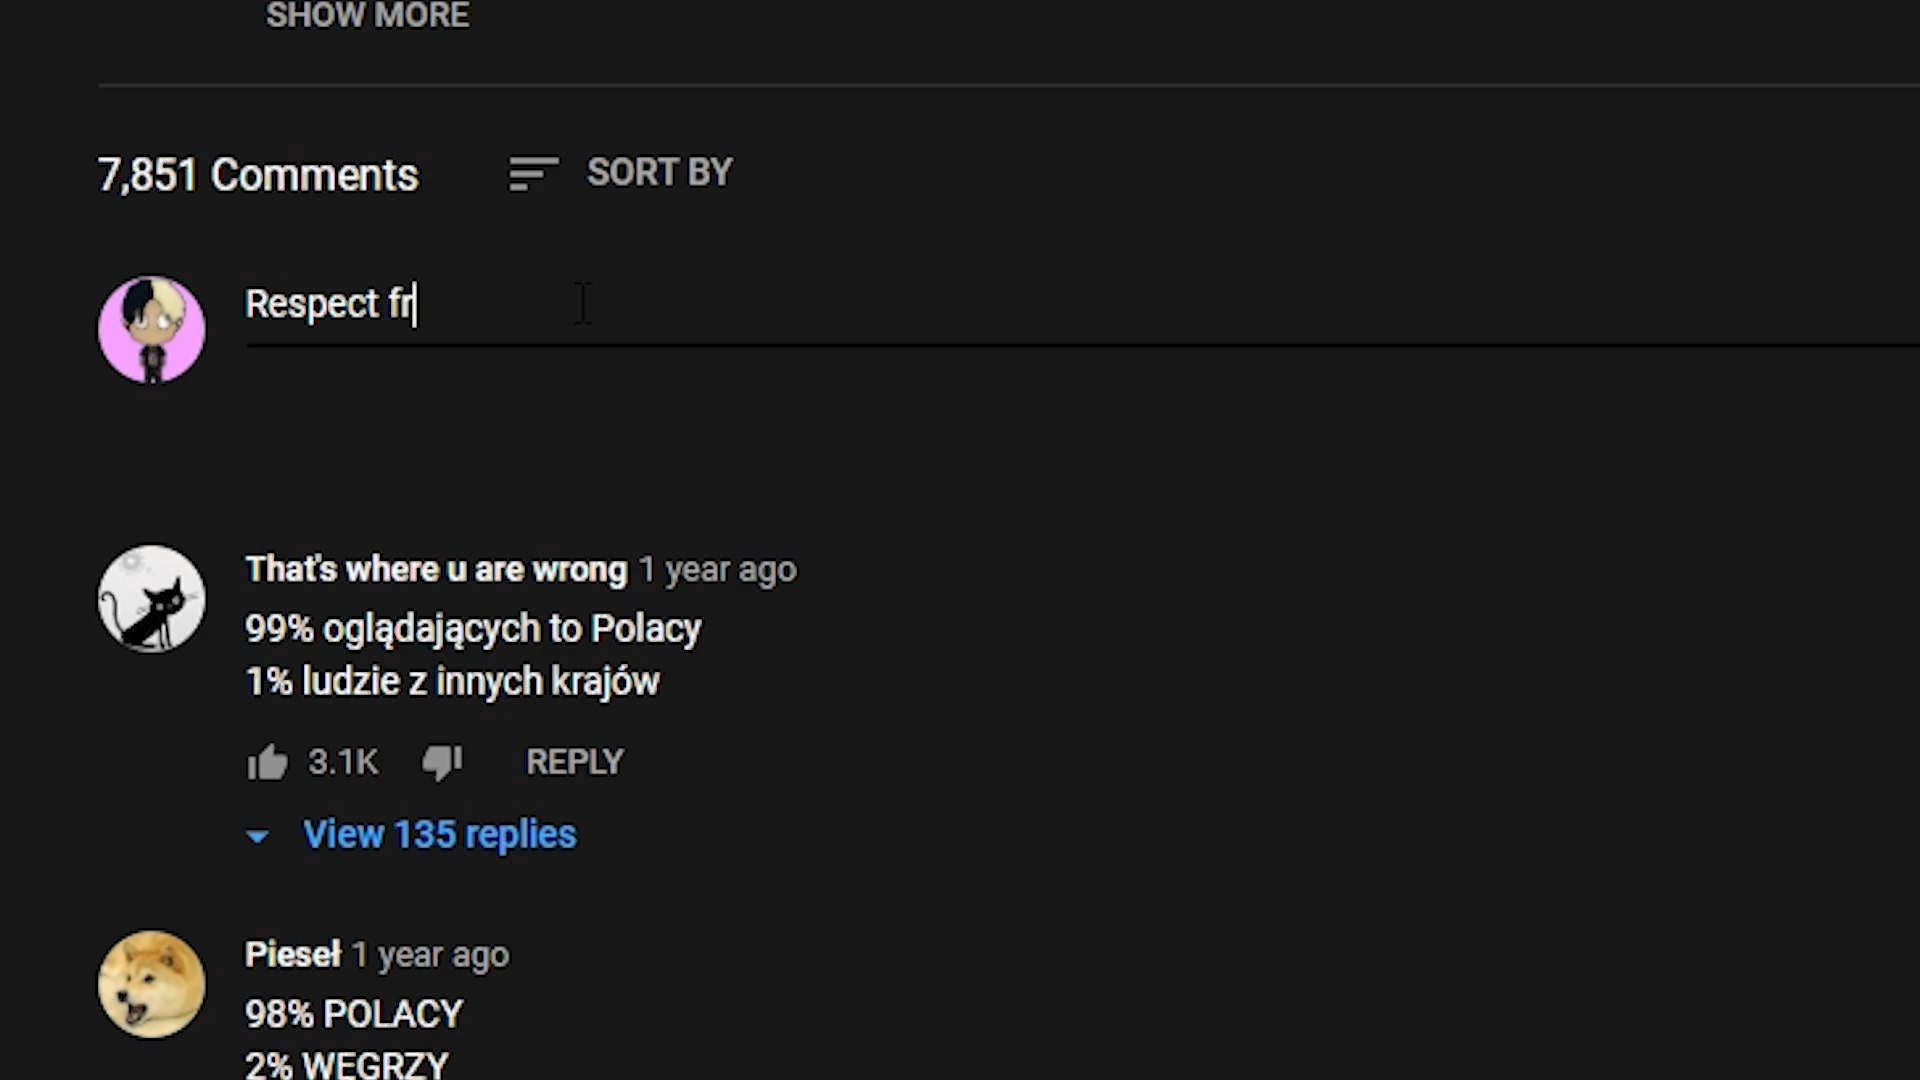 SHOW MORE
7,851 Comments SORT BY
Respect fr
That's where u are wrong 1 year ago
99% oglądających to Polacy
1% ludzie z innych krajów
3.1K REPLY
View 135 replies
Pieseł 1 year ago
98% POLACY
2% WĘGRZY